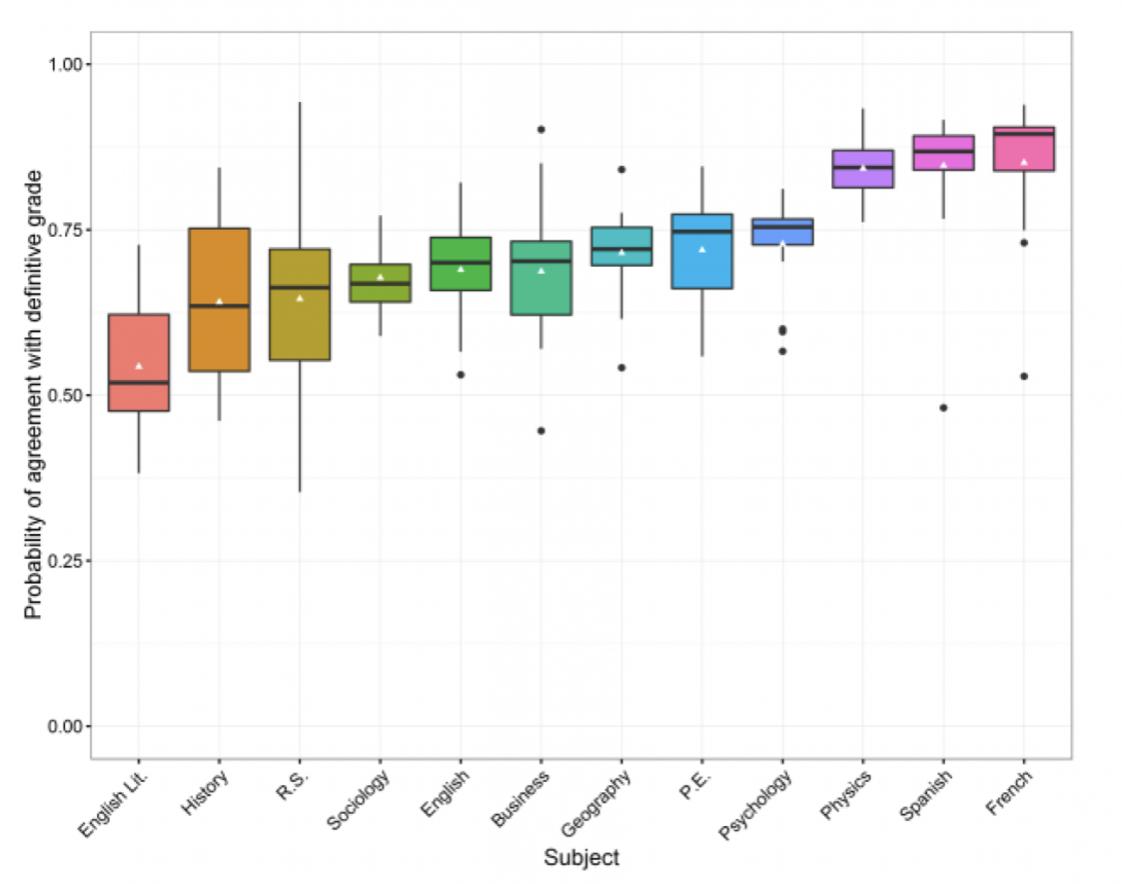 Probability of agreement with definitive grade
1.00
0.75
0.50
0.25
0.00
English Lit.
History
R.S.
Sociology
English
Business
Geography
P.E.
Psychology
Physics
Spanish
French
Subject